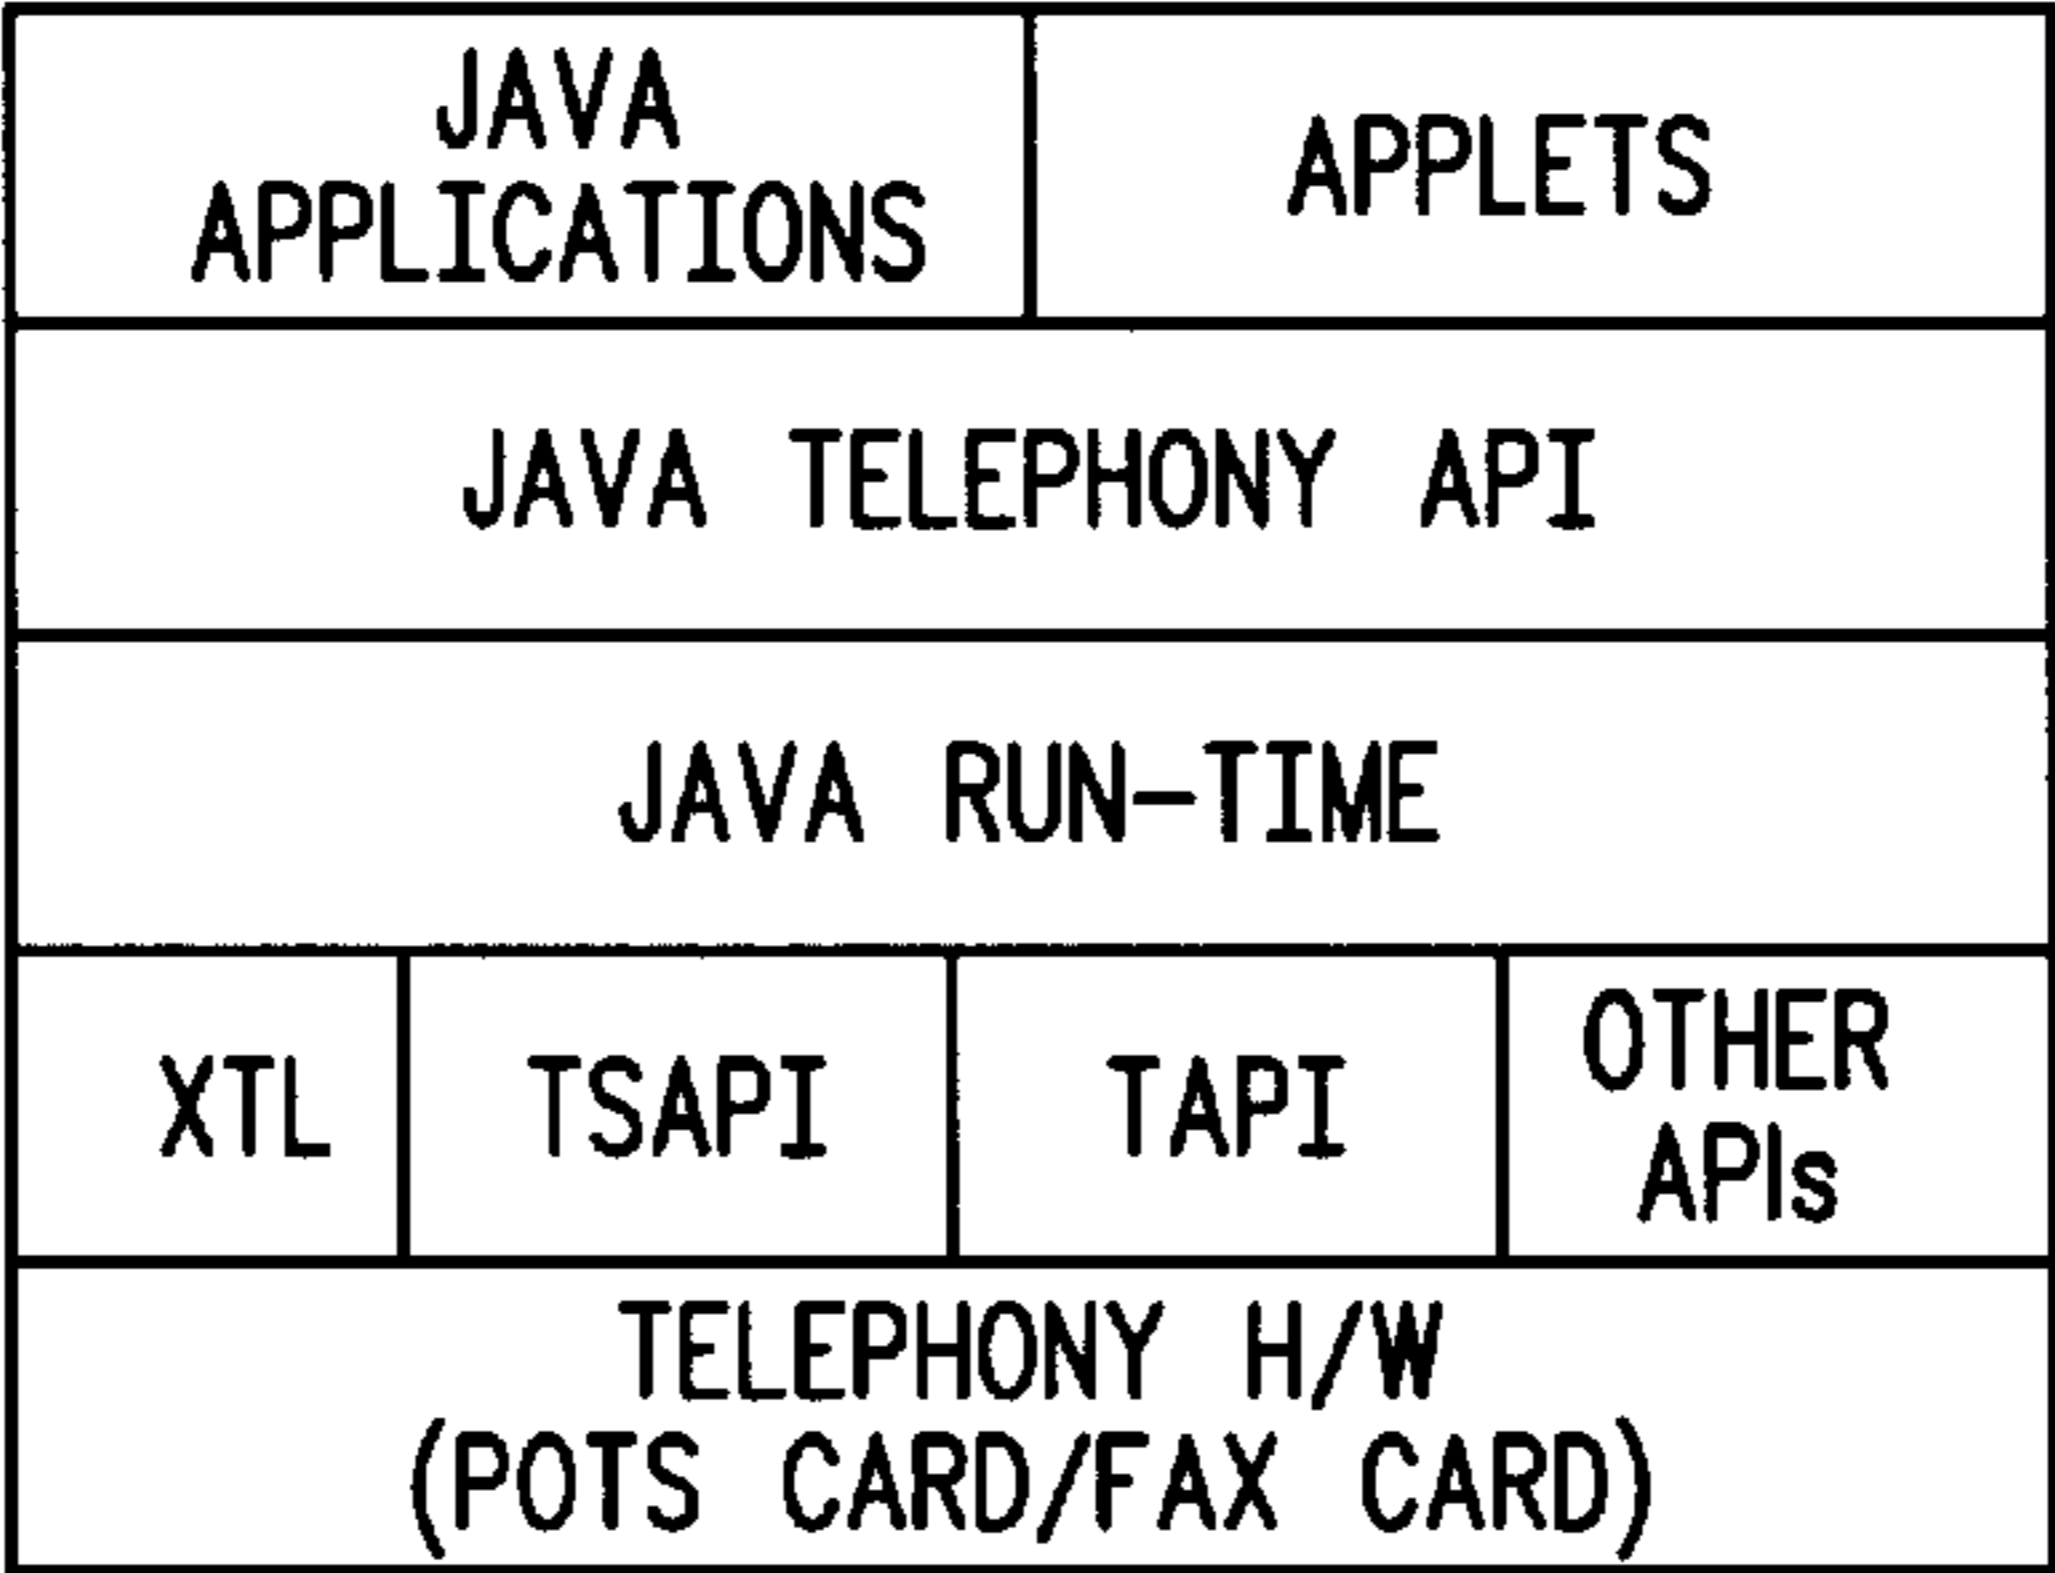 JAVA
APPLICATIONS
APPLETS
JAVA TELEPHONY API
JAVA RUN-TIME
XTL
TSAPI
TAPI
OTHER
APIs
TELEPHONY H/W
(POTS CARD/FAX CARD)